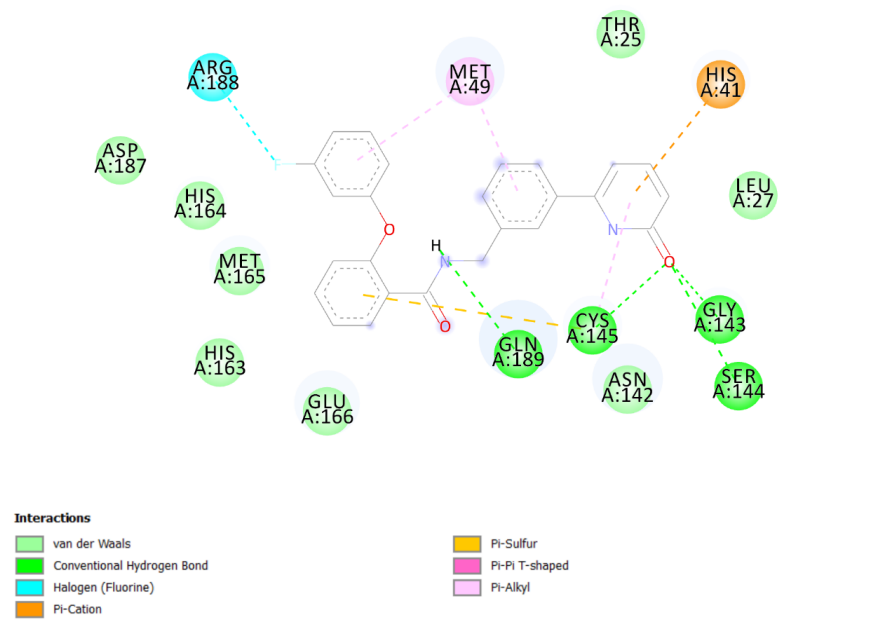 THR
A:25
ARG
A:188
MET
A:49
HIS
A:41
ASP
A:187
F
HIS
A:164
LEU
A:27
N
O
H
N
O
MET
A:165
O
CYS
A:145
GLY
A:143
GLN
A:189
HIS
A:163
ASN
A:142
SER
A:144
GLU
A:166
Interactions
van der Waals
Conventional Hydrogen Bond
Halogen (Fluorine)
Pi-Cation
Pi-Sulfur
Pi-Pi T-shaped
Pi-Alkyl